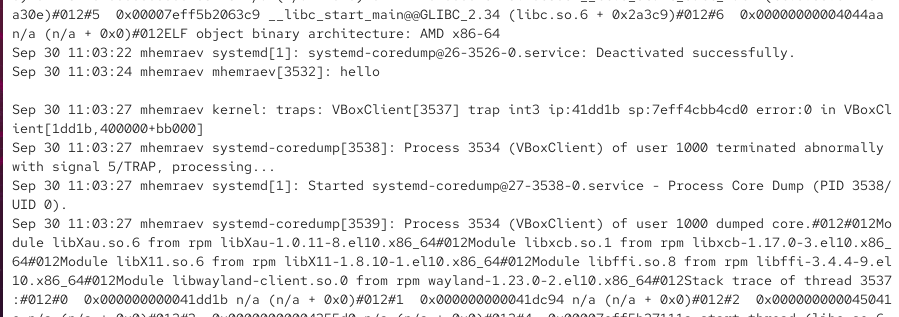 a30e)#012#5  0x00007eff5b2063c9 __libc_start_main@@GLIBC_2.34 (libc.so.6 + 0x2a3c9)#012#6  0x00000000004044aa
n/a (n/a + 0x0)#012ELF object binary architecture: AMD x86-64
Sep 30 11:03:22 mhemraev systemd[1]: systemd-coredump@26-3526-0.service: Deactivated successfully.
Sep 30 11:03:24 mhemraev mhemraev[3532]: hello
Sep 30 11:03:27 mhemraev kernel: traps: VBoxClient[3537] trap int3 ip:41dd1b sp:7eff4cbb4cd0 error:0 in VBoxCl
ient[1dd1b,400000+bb000]
Sep 30 11:03:27 mhemraev systemd-coredump[3538]: Process 3534 (VBoxClient) of user 1000 terminated abnormally
with signal 5/TRAP, processing...
Sep 30 11:03:27 mhemraev systemd[1]: Started systemd-coredump@27-3538-0.service - Process Core Dump (PID 3538/
UID 0).
Sep 30 11:03:27 mhemraev systemd-coredump[3539]: Process 3534 (VBoxClient) of user 1000 dumped core.#012#012Mo
dule libXau.so.6 from rpm libXau-1.0.11-8.el10.x86_64#012Module libxcb.so.1 from rpm libxcb-1.17.0-3.el10.x86_
64#012Module libX11.so.6 from rpm libX11-1.8.10-1.el10.x86_64#012Module libffi.so.8 from rpm libffi-3.4.4-9.el
10.x86_64#012Module libwayland-client.so.0 from rpm wayland-1.23.0-2.el10.x86_64#012Stack trace of thread 3537
:#012#0  0x000000000041dd1b n/a (n/a + 0x0)#012#1  0x000000000041dc94 n/a (n/a + 0x0)#012#2  0x000000000045041